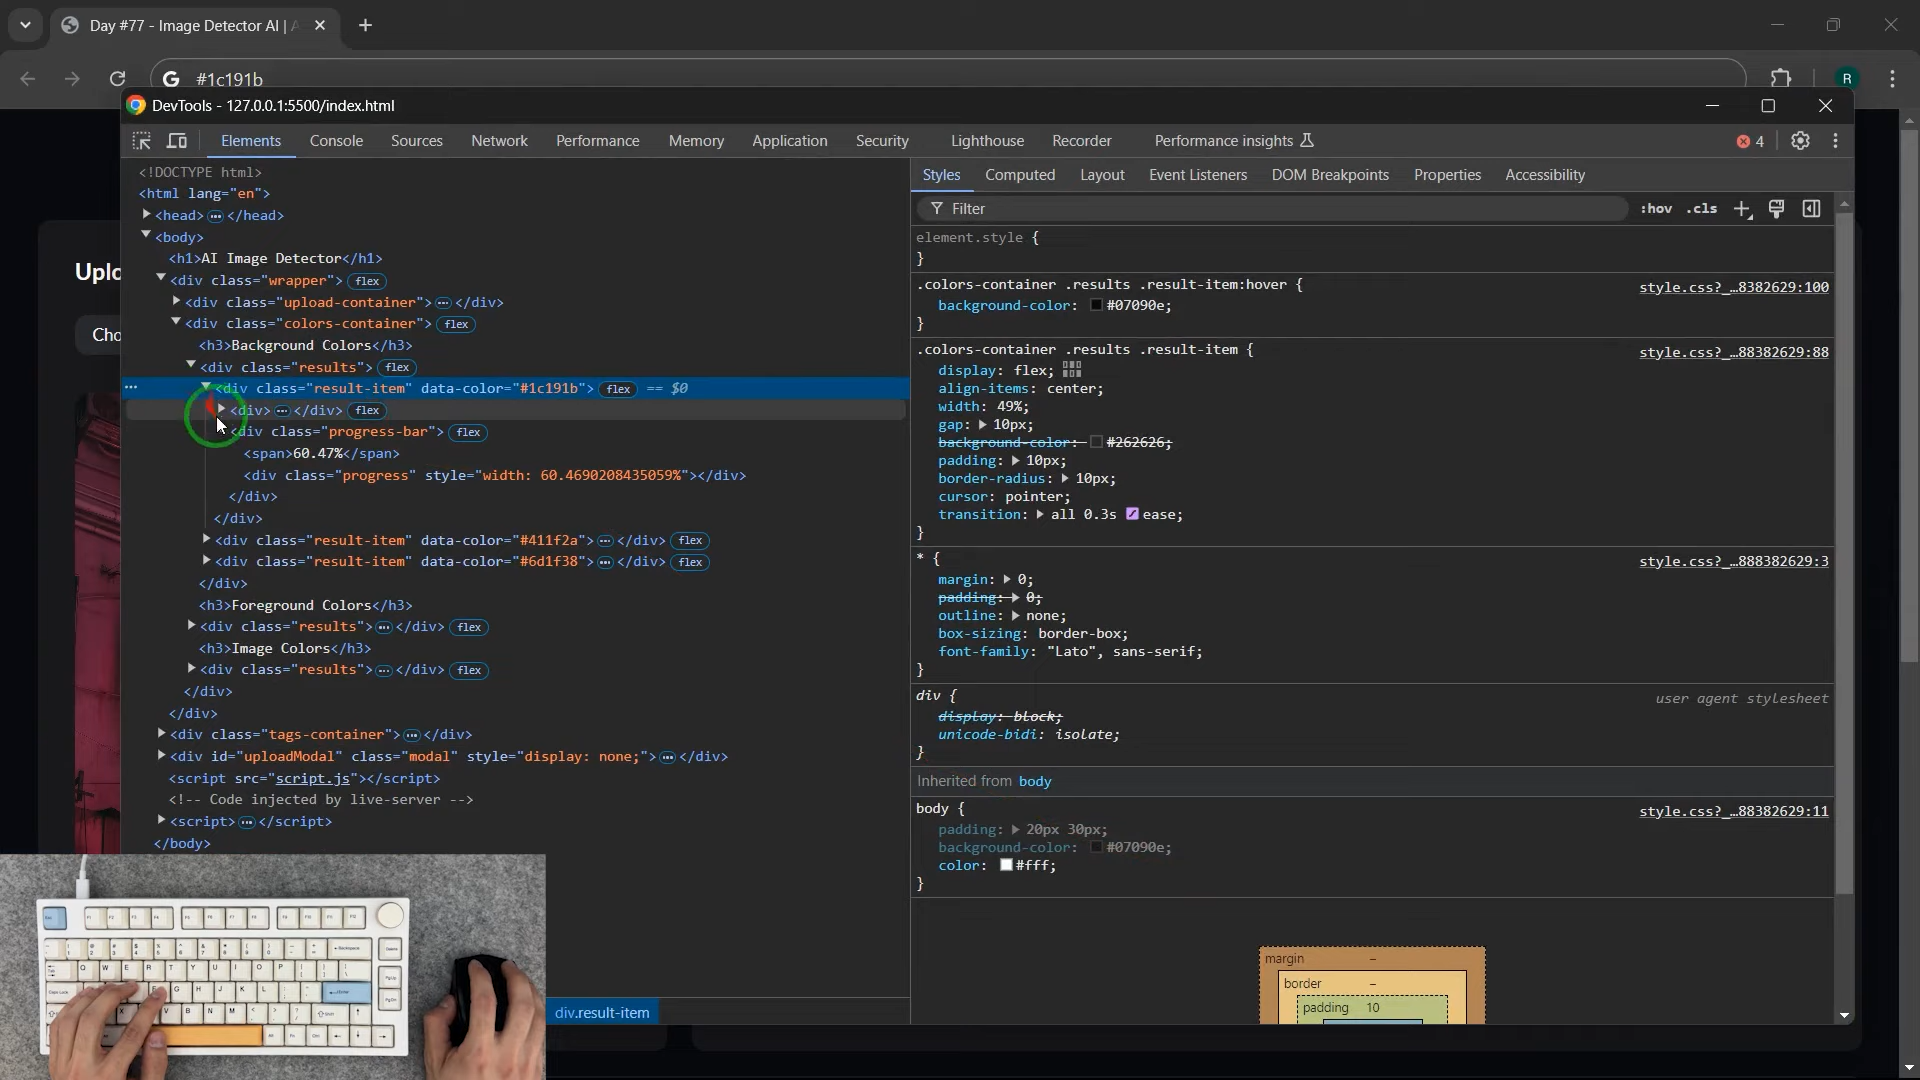 Day #77 - Image Detector AI |
#1c191b
R
DevTools - 127.0.0.1:5500/index.html
Elements Console Sources Network Performance Memory Application Security Lighthouse Recorder Performance insights
4
Styles Computed Layout Event Listeners DOM Breakpoints Properties Accessibility
Filter
:hov .cls
Uplo
Cho
<!DOCTYPE html>
<html lang="en">
<head> ⋯ </head>
<body>
<h1>AI Image Detector</h1>
<div class="wrapper"> flex
<div class="upload-container"> ⋯ </div>
<div class="colors-container"> flex
<h3>Background Colors</h3>
<div class="results"> flex
<div class="result-item" data-color="#1c191b"> flex == $0
<div> ⋯ </div> flex
<div class="progress-bar"> flex
<span>60.47%</span>
<div class="progress" style="width: 60.4690208435059%"></div>
</div>
</div>
<div class="result-item" data-color="#411f2a"> ⋯ </div> flex
<div class="result-item" data-color="#6d1f38"> ⋯ </div> flex
</div>
<h3>Foreground Colors</h3>
<div class="results"> ⋯ </div> flex
<h3>Image Colors</h3>
<div class="results"> ⋯ </div> flex
</div>
</div>
<div class="tags-container"> ⋯ </div>
<div id="uploadModal" class="modal" style="display: none;"> ⋯ </div>
<script src="script.js"></script>
<!-- Code injected by live-server -->
<script> ⋯ </script>
</body>
div.result-item
element.style {
}
.colors-container .results .result-item:hover { style.css?_…8382629:100
background-color: #07090e;
}
.colors-container .results .result-item { style.css?_…88382629:88
display: flex;
align-items: center;
width: 49%;
gap: 10px;
background-color: #262626;
padding: 10px;
border-radius: 10px;
cursor: pointer;
transition: all 0.3s ease;
}
* { style.css?_…888382629:3
margin: 0;
padding: 0;
outline: none;
box-sizing: border-box;
font-family: "Lato", sans-serif;
}
div { user agent stylesheet
display: block;
unicode-bidi: isolate;
}
Inherited from body
body { style.css?_…88382629:11
padding: 20px 30px;
background-color: #07090e;
color: #fff;
}
margin -
border -
padding 10